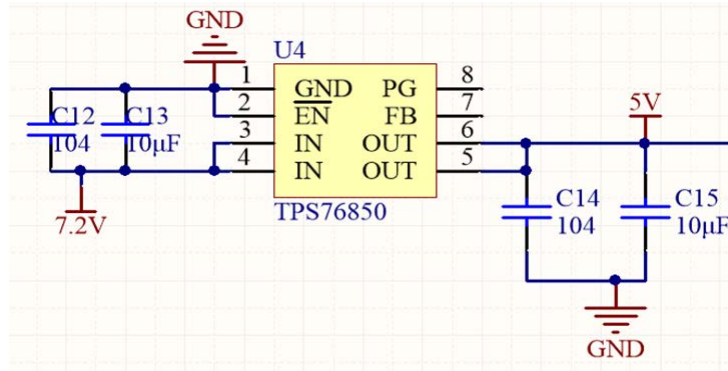 GND
U4
1 GND PG 8
2 EN FB 7
3 IN OUT 6
4 IN OUT 5
TPS76850
C12
104
C13
10μF
7.2V
5V
C14
104
C15
10μF
GND